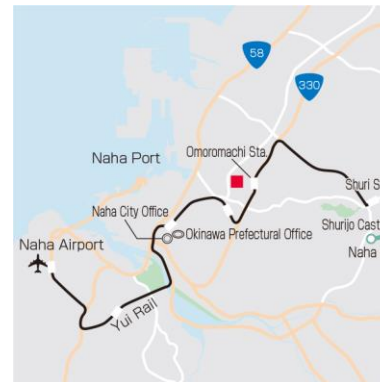 58
330
Omoromachi Sta.
Naha Port
Shuri S
Naha City Office
Okinawa Prefectural Office
Shurijo Cast
Naha
Naha Airport
Yui Rail